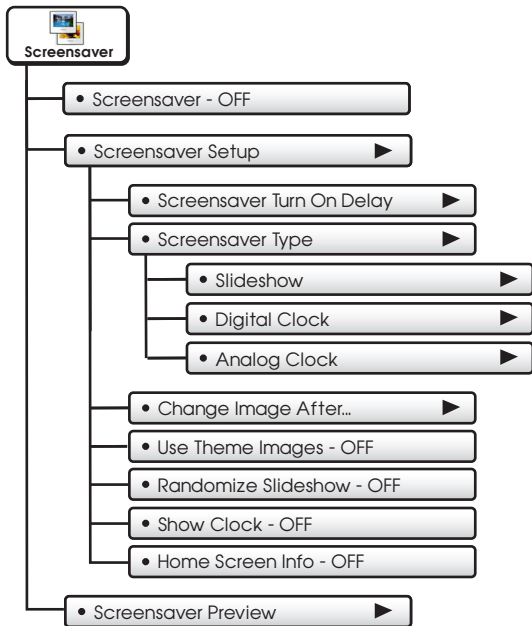 Screensaver
• Screensaver - OFF
• Screensaver Setup
• Screensaver Turn On Delay
• Screensaver Type
• Slideshow
• Digital Clock
• Analog Clock
• Change Image After...
• Use Theme Images - OFF
• Randomize Slideshow - OFF
• Show Clock - OFF
• Home Screen Info - OFF
• Screensaver Preview